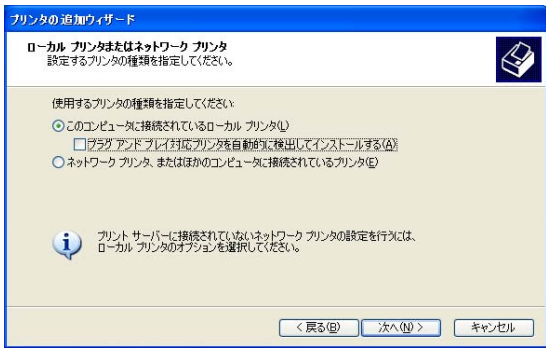 プリンタの追加ウィザード
ローカル プリンタまたはネットワーク プリンタ
設定するプリンタの種類を指定してください。
使用するプリンタの種類を指定してください:
このコンピュータに接続されているローカル プリンタ(L)
プラグ アンド プレイ対応プリンタを自動的に検出してインストールする(A)
ネットワーク プリンタ、またはほかのコンピュータに接続されているプリンタ(E)
プリント サーバーに接続されていないネットワーク プリンタの設定を行うには、
ローカル プリンタのオプションを選択してください。
< 戻る(B) 次へ(N) > キャンセル